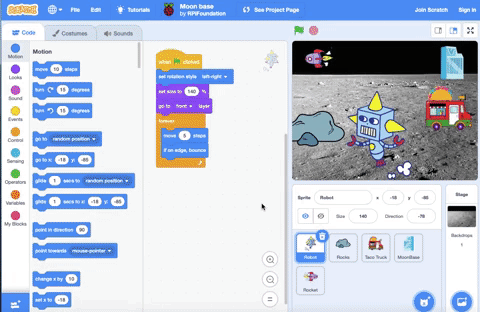 SCRATCH
File
Edit
Tutorials
Moon base
by RPiFoundation
See Project Page
Join Scratch
Sign in
Code
Costumes
Sounds
Motion
Looks
Sound
Events
Control
Sensing
Operators
Variables
My Blocks
Motion
move 10 steps
turn 15 degrees
turn 15 degrees
go to random position
go to x: -18 y: -85
glide 1 secs to random position
glide 1 secs to x: -18 y: -85
point in direction 90
point towards mouse-pointer
change x by 10
set x to -18
when clicked
set rotation style left-right
set size to 140 %
go to front layer
forever
move 5 steps
if on edge, bounce
Sprite Robot x -18 y -85
Size 140 Direction -78
Stage
Backdrops
1
Robot
Rocks
Taco Truck
MoonBase
Rocket